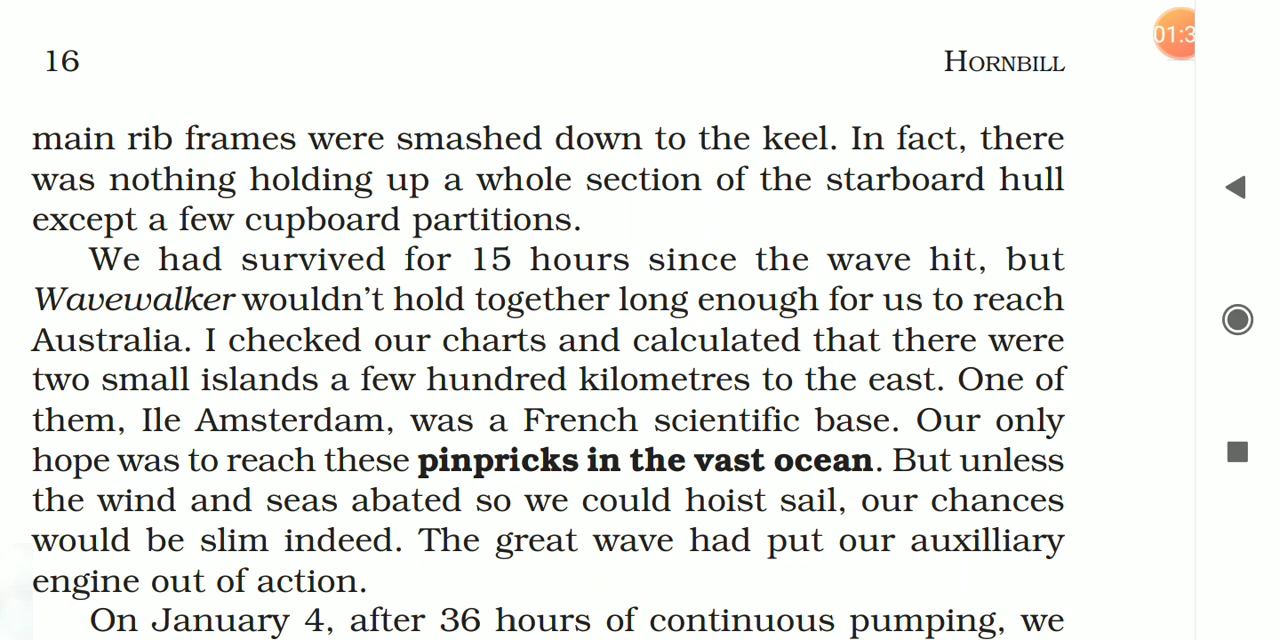 01:3
16 HORNBILL
main rib frames were smashed down to the keel. In fact, there
was nothing holding up a whole section of the starboard hull
except a few cupboard partitions.
We had survived for 15 hours since the wave hit, but
Wavewalker wouldn't hold together long enough for us to reach
Australia. I checked our charts and calculated that there were
two small islands a few hundred kilometres to the east. One of
them, Ile Amsterdam, was a French scientific base. Our only
hope was to reach these pinpricks in the vast ocean. But unless
the wind and seas abated so we could hoist sail, our chances
would be slim indeed. The great wave had put our auxilliary
engine out of action.
On January 4, after 36 hours of continuous pumping, we